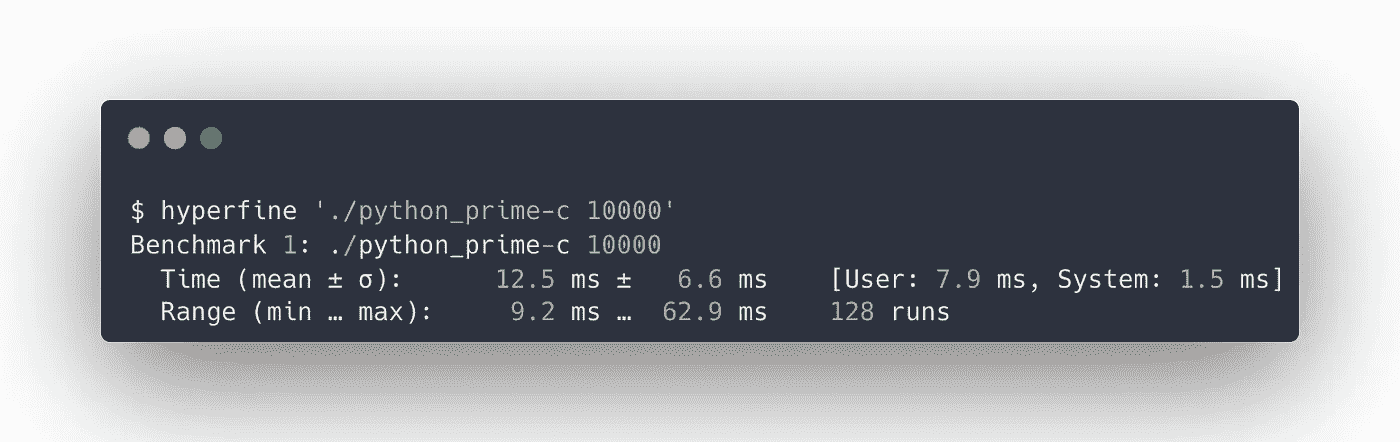 $ hyperfine './python_prime-c 10000'
Benchmark 1: ./python_prime-c 10000
  Time (mean ± σ):      12.5 ms ±   6.6 ms    [User: 7.9 ms, System: 1.5 ms]
  Range (min … max):     9.2 ms …  62.9 ms    128 runs